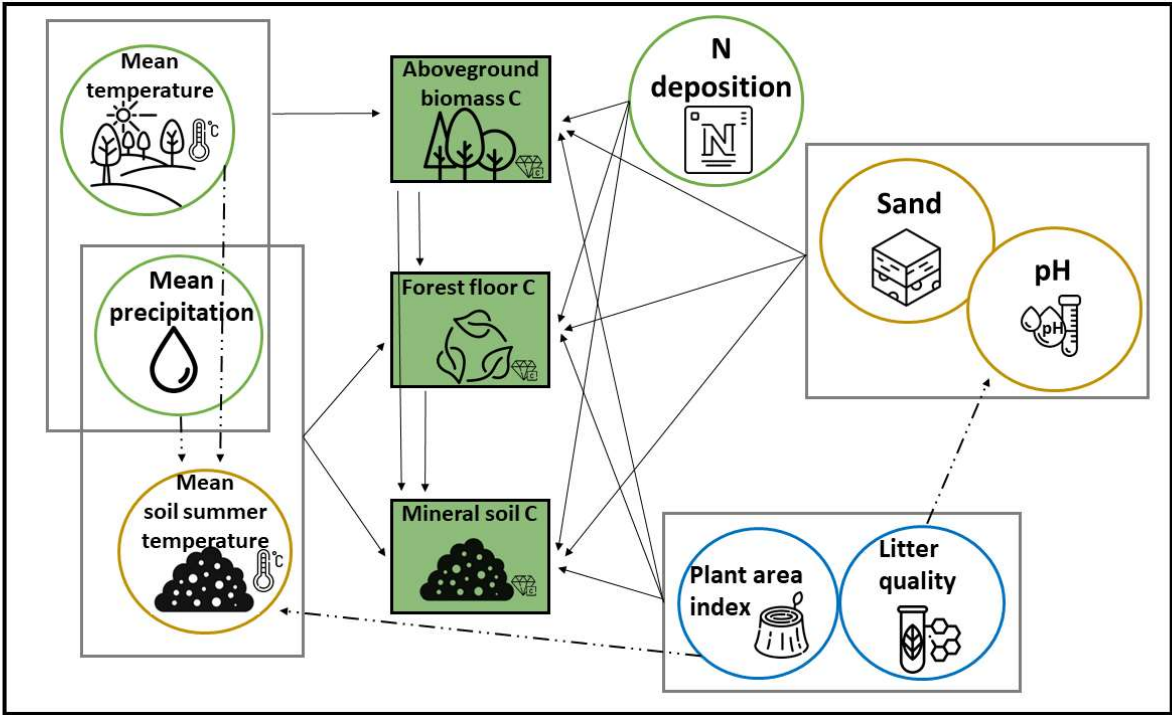 Mean
temperature
°C
Aboveground
biomass C
C
N
deposition
N
Sand
pH
pH
Mean
precipitation
Forest floor C
C
Mean
soil summer
temperature
°C
Mineral soil C
C
Plant area
index
Litter
quality